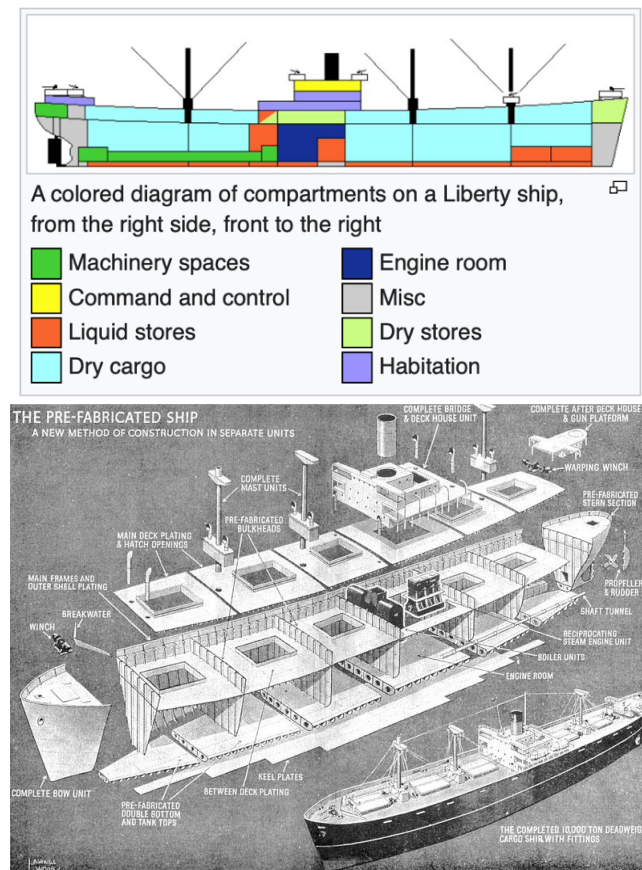 A colored diagram of compartments on a Liberty ship,
from the right side, front to the right
Machinery spaces
Engine room
Command and control
Misc
Liquid stores
Dry stores
Dry cargo
Habitation
THE PRE-FABRICATED SHIP
A NEW METHOD OF CONSTRUCTION IN SEPARATE UNITS
COMPLETE BRIDGE
& DECK HOUSE UNIT
COMPLETE AFTER DECK HOUSE
& GUN PLATFORM
WARPING WINCH
COMPLETE
MAST UNITS
PRE-FABRICATED
STERN SECTION
PRE-FABRICATED
BULKHEADS
MAIN DECK PLATING
& HATCH OPENINGS
MAIN FRAMES AND
OUTER SHELL PLATING
PROPELLER
& RUDDER
BREAKWATER
SHAFT TUNNEL
WINCH
RECIPROCATING
STEAM ENGINE UNIT
BOILER UNITS
ENGINE ROOM
KEEL PLATES
COMPLETE BOW UNIT
BETWEEN DECK PLATING
PRE-FABRICATED
DOUBLE BOTTOM
AND TANK TOPS
THE COMPLETED 10,000 TON DEADWEIG
CARGO SHIP WITH FITTINGS